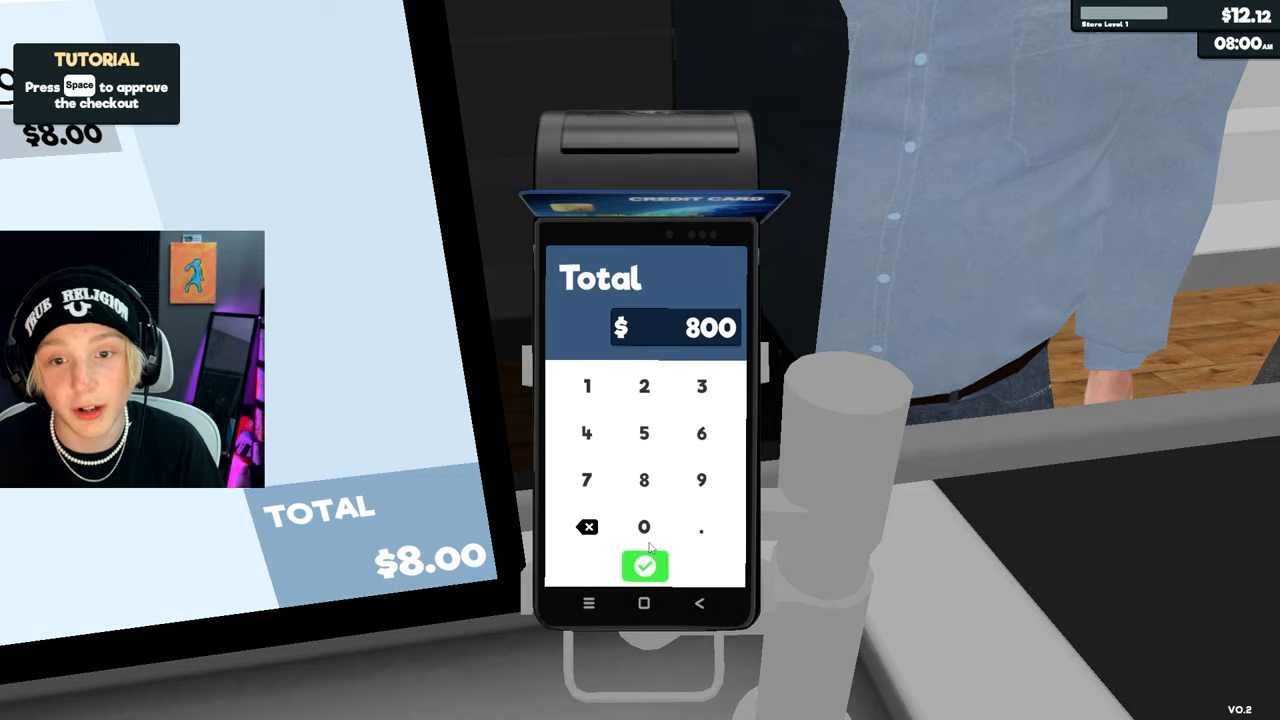 $12.12
Store Level 1
08:00AM
TUTORIAL
Press Space to approve
the checkout
$8.00
CREDIT CARD
Total
$ 800
1 2 3
4 5 6
7 8 9
0 .
TRUE RELIGION
TOTAL
$8.00
V0.2